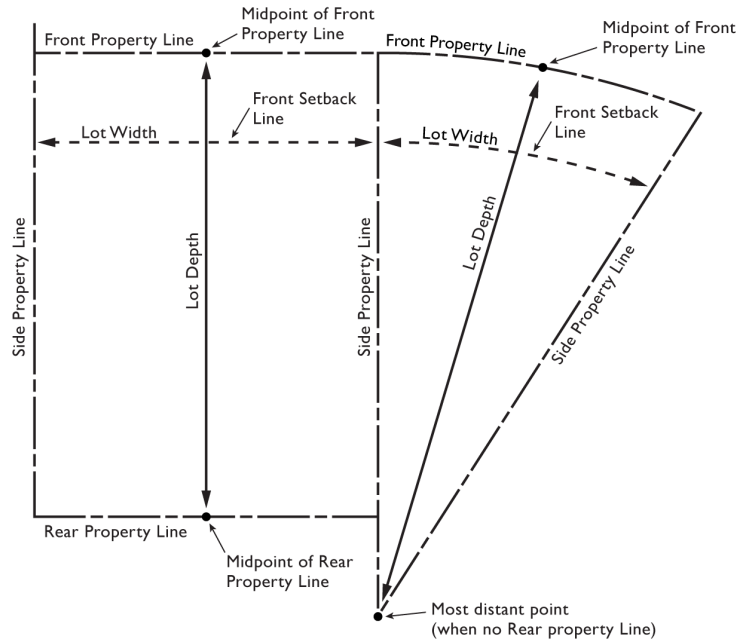 Midpoint of Front
Property Line
Midpoint of Front
Property Line
Front Property Line
Front Property Line
Front Setback
Line
Front Setback
Line
Lot Width
Lot Width
Side Property Line
Lot Depth
Side Property Line
Lot Depth
Side Property Line
Rear Property Line
Midpoint of Rear
Property Line
Most distant point
(when no Rear property Line)